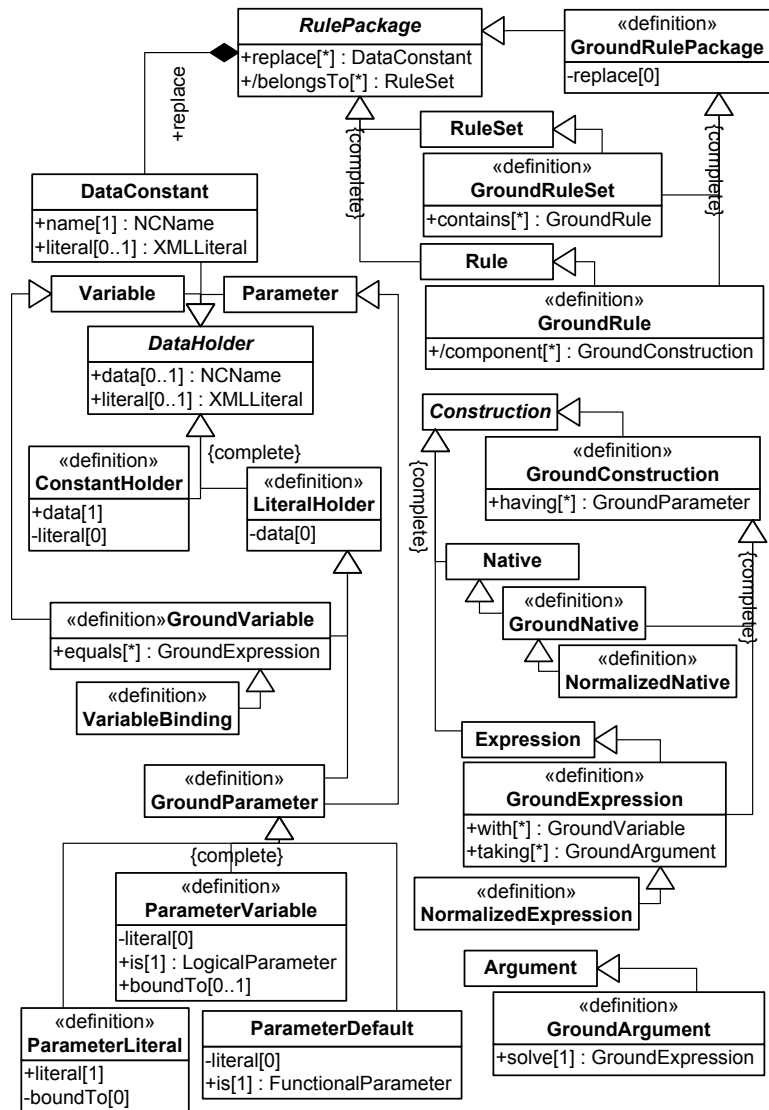 RulePackage
+replace[*] : DataConstant
+/belongsTo[*] : RuleSet
«definition»
GroundRulePackage
-replace[0]
+replace
{complete}
{complete}
RuleSet
«definition»
GroundRuleSet
+contains[*] : GroundRule
Rule
«definition»
GroundRule
+/component[*] : GroundConstruction
DataConstant
+name[1] : NCName
+literal[0..1] : XMLLiteral
Variable
Parameter
DataHolder
+data[0..1] : NCName
+literal[0..1] : XMLLiteral
{complete}
«definition»
ConstantHolder
+data[1]
-literal[0]
«definition»
LiteralHolder
-data[0]
«definition»GroundVariable
+equals[*] : GroundExpression
«definition»
VariableBinding
«definition»
GroundParameter
{complete}
«definition»
ParameterVariable
-literal[0]
+is[1] : LogicalParameter
+boundTo[0..1]
«definition»
ParameterLiteral
+literal[1]
-boundTo[0]
ParameterDefault
-literal[0]
+is[1] : FunctionalParameter
Construction
{complete}
«definition»
GroundConstruction
+having[*] : GroundParameter
{complete}
Native
«definition»
GroundNative
«definition»
NormalizedNative
Expression
«definition»
GroundExpression
+with[*] : GroundVariable
+taking[*] : GroundArgument
«definition»
NormalizedExpression
Argument
«definition»
GroundArgument
+solve[1] : GroundExpression